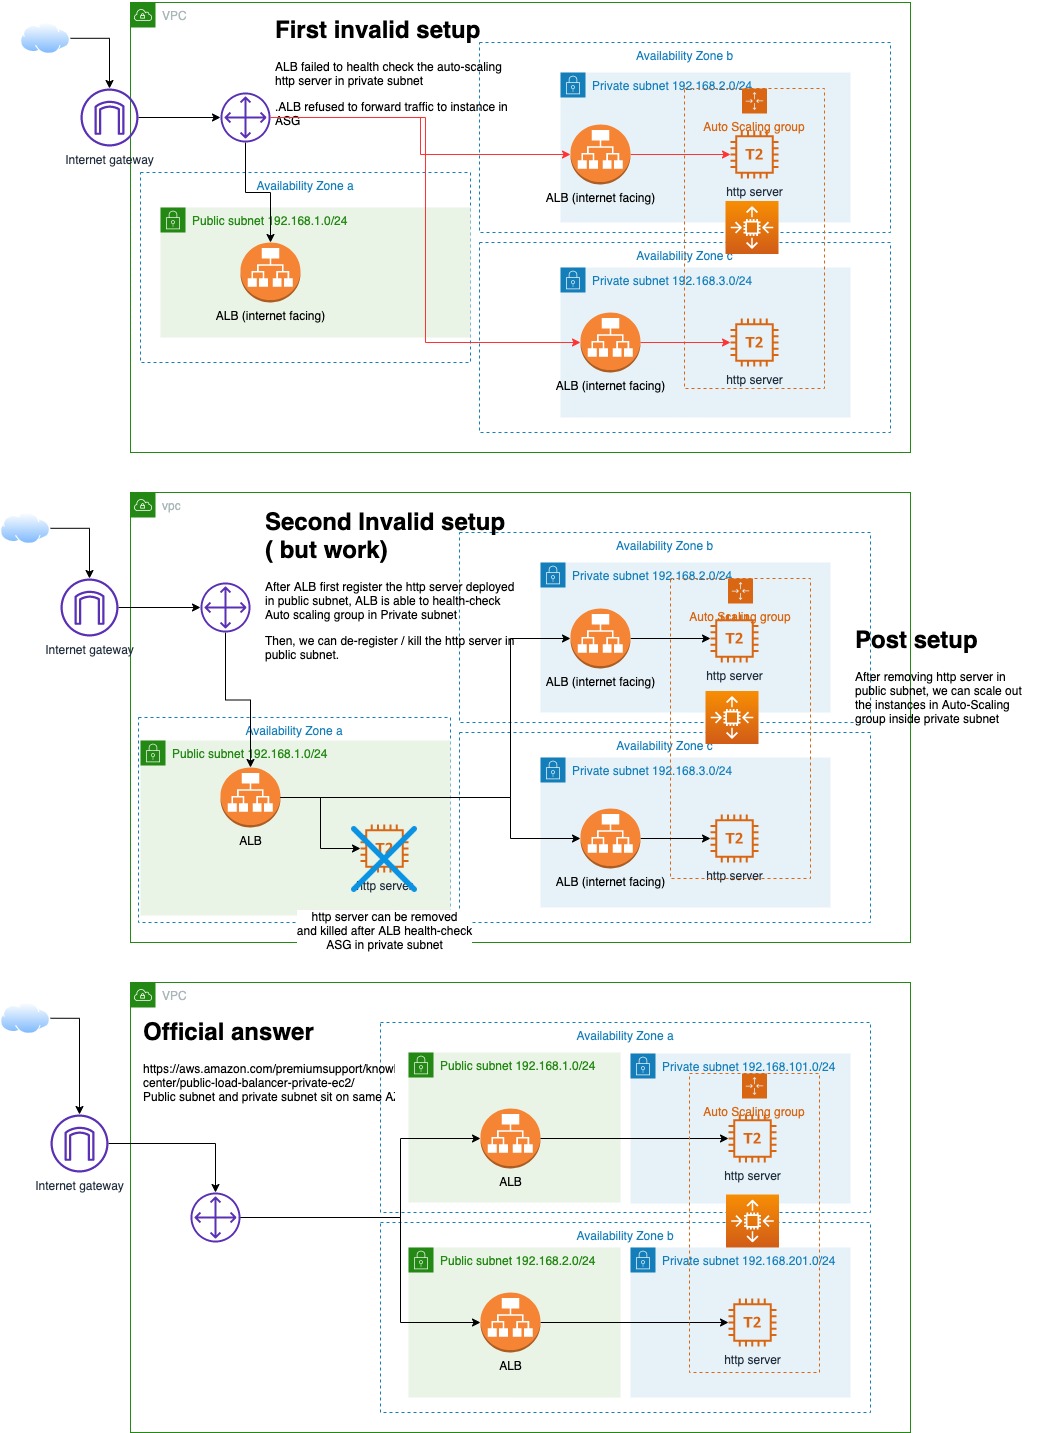 VPC
First invalid setup
ALB failed to health check the auto-scaling
http server in private subnet
.ALB refused to forward traffic to instance in
ASG
Internet gateway
Availability Zone a
Public subnet 192.168.1.0/24
ALB (internet facing)
Availability Zone b
Private subnet 192.168.2.0/24
Auto Scaling group
T2
ALB (internet facing)
http server
Availability Zone c
Private subnet 192.168.3.0/24
T2
ALB (internet facing)
http server
vpc
Second Invalid setup
( but work)
After ALB first register the http server deployed
in public subnet, ALB is able to health-check
Auto scaling group in Private subnet
Then, we can de-register / kill the http server in
public subnet.
Internet gateway
Availability Zone a
Public subnet 192.168.1.0/24
ALB
T2
http server
http server can be removed
and killed after ALB health-check
ASG in private subnet
Availability Zone b
Private subnet 192.168.2.0/24
Auto Scaling group
T2
ALB (internet facing)
http server
Availability Zone c
Private subnet 192.168.3.0/24
T2
ALB (internet facing)
http server
Post setup
After removing http server in
public subnet, we can scale out
the instances in Auto-Scaling
group inside private subnet
VPC
Official answer
https://aws.amazon.com/premiumsupport/knowl
center/public-load-balancer-private-ec2/
Public subnet and private subnet sit on same AZ
Internet gateway
Availability Zone a
Public subnet 192.168.1.0/24
ALB
Private subnet 192.168.101.0/24
Auto Scaling group
T2
http server
Availability Zone b
Public subnet 192.168.2.0/24
ALB
Private subnet 192.168.201.0/24
T2
http server